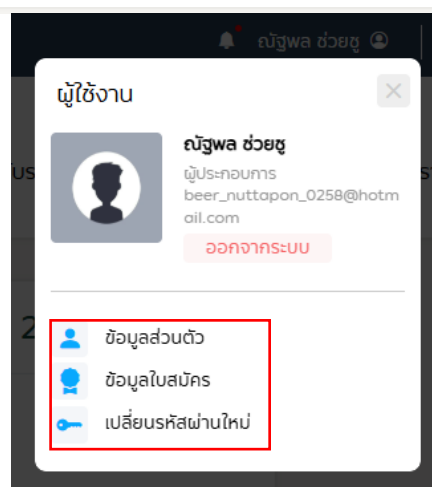 ณัฐพล ช่วยชู
ผู้ใช้งาน
ณัฐพล ช่วยชู
ผู้ประกอบการ
beer_nuttapon_0258@hotm
ail.com
ออกจากระบบ
2
ข้อมูลส่วนตัว
ข้อมูลใบสมัคร
เปลี่ยนรหัสผ่านใหม่